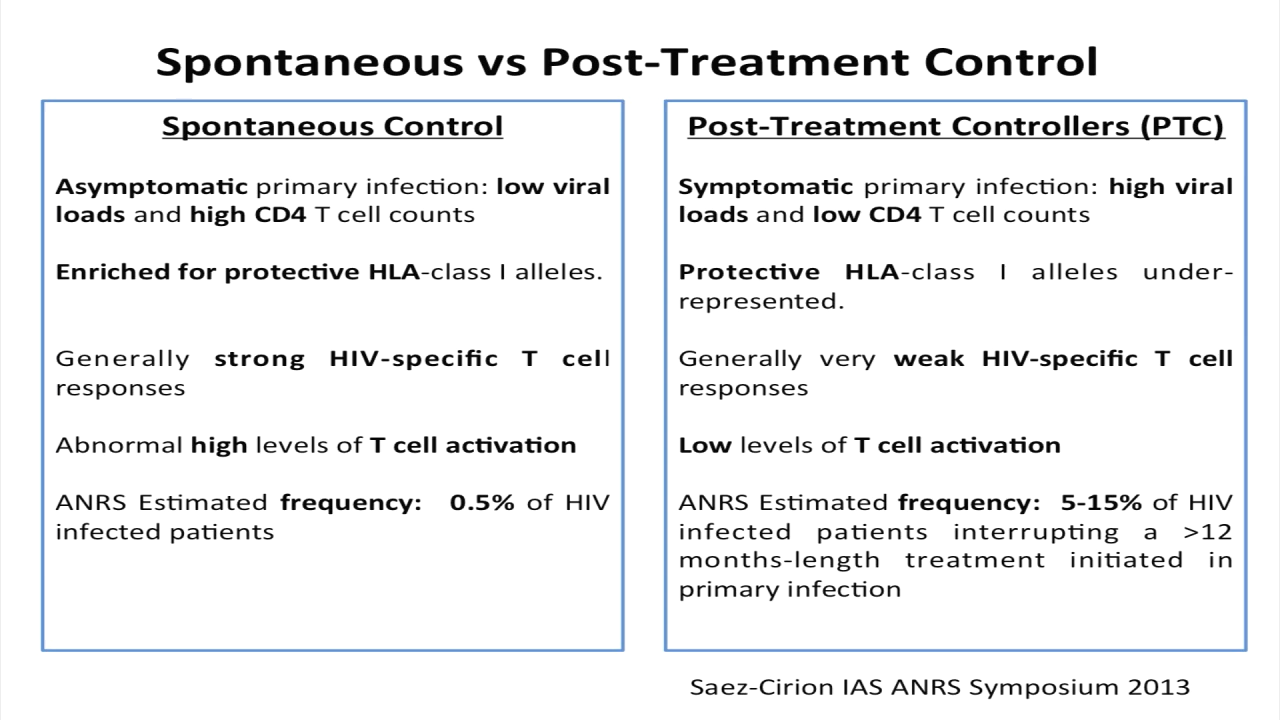 Spontaneous vs Post-Treatment Control
Spontaneous Control
Asymptomatic primary infection: low viral
loads and high CD4 T cell counts
Enriched for protective HLA-class I alleles.
Generally strong HIV-specific T cell
responses
Abnormal high levels of T cell activation
ANRS Estimated frequency: 0.5% of HIV
infected patients
Post-Treatment Controllers (PTC)
Symptomatic primary infection: high viral
loads and low CD4 T cell counts
Protective HLA-class I alleles under-
represented.
Generally very weak HIV-specific T cell
responses
Low levels of T cell activation
ANRS Estimated frequency: 5-15% of HIV
infected patients interrupting a >12
months-length treatment initiated in
primary infection
Saez-Cirion IAS ANRS Symposium 2013